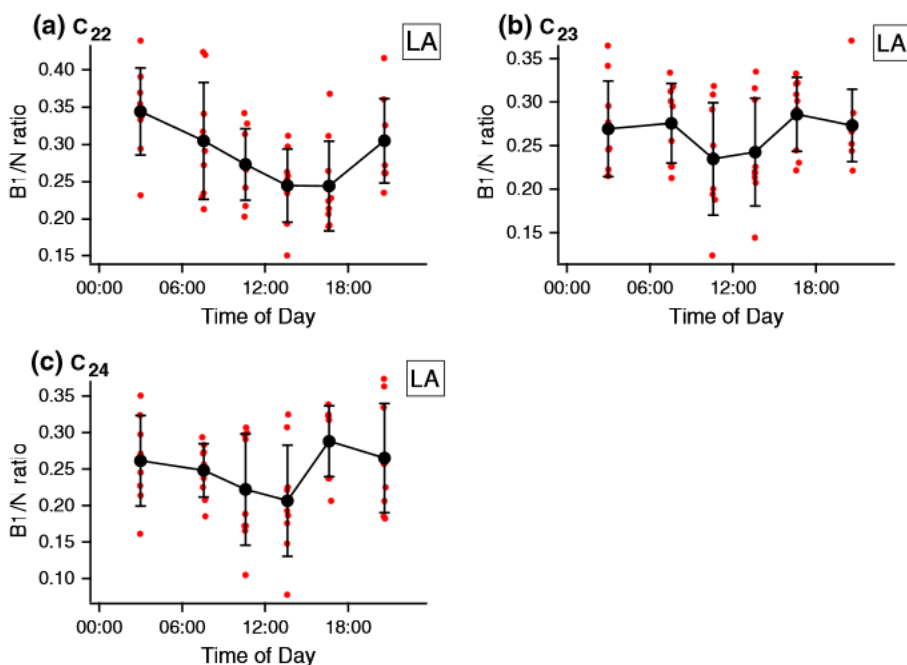 (a) C22
LA
B1/N ratio
0.40
0.35
0.30
0.25
0.20
0.15
00:00 06:00 12:00 18:00
Time of Day
(b) C23
LA
B1/N ratio
0.35
0.30
0.25
0.20
0.15
00:00 06:00 12:00 18:00
Time of Day
(c) C24
LA
B1/N ratio
0.35
0.30
0.25
0.20
0.15
0.10
00:00 06:00 12:00 18:00
Time of Day